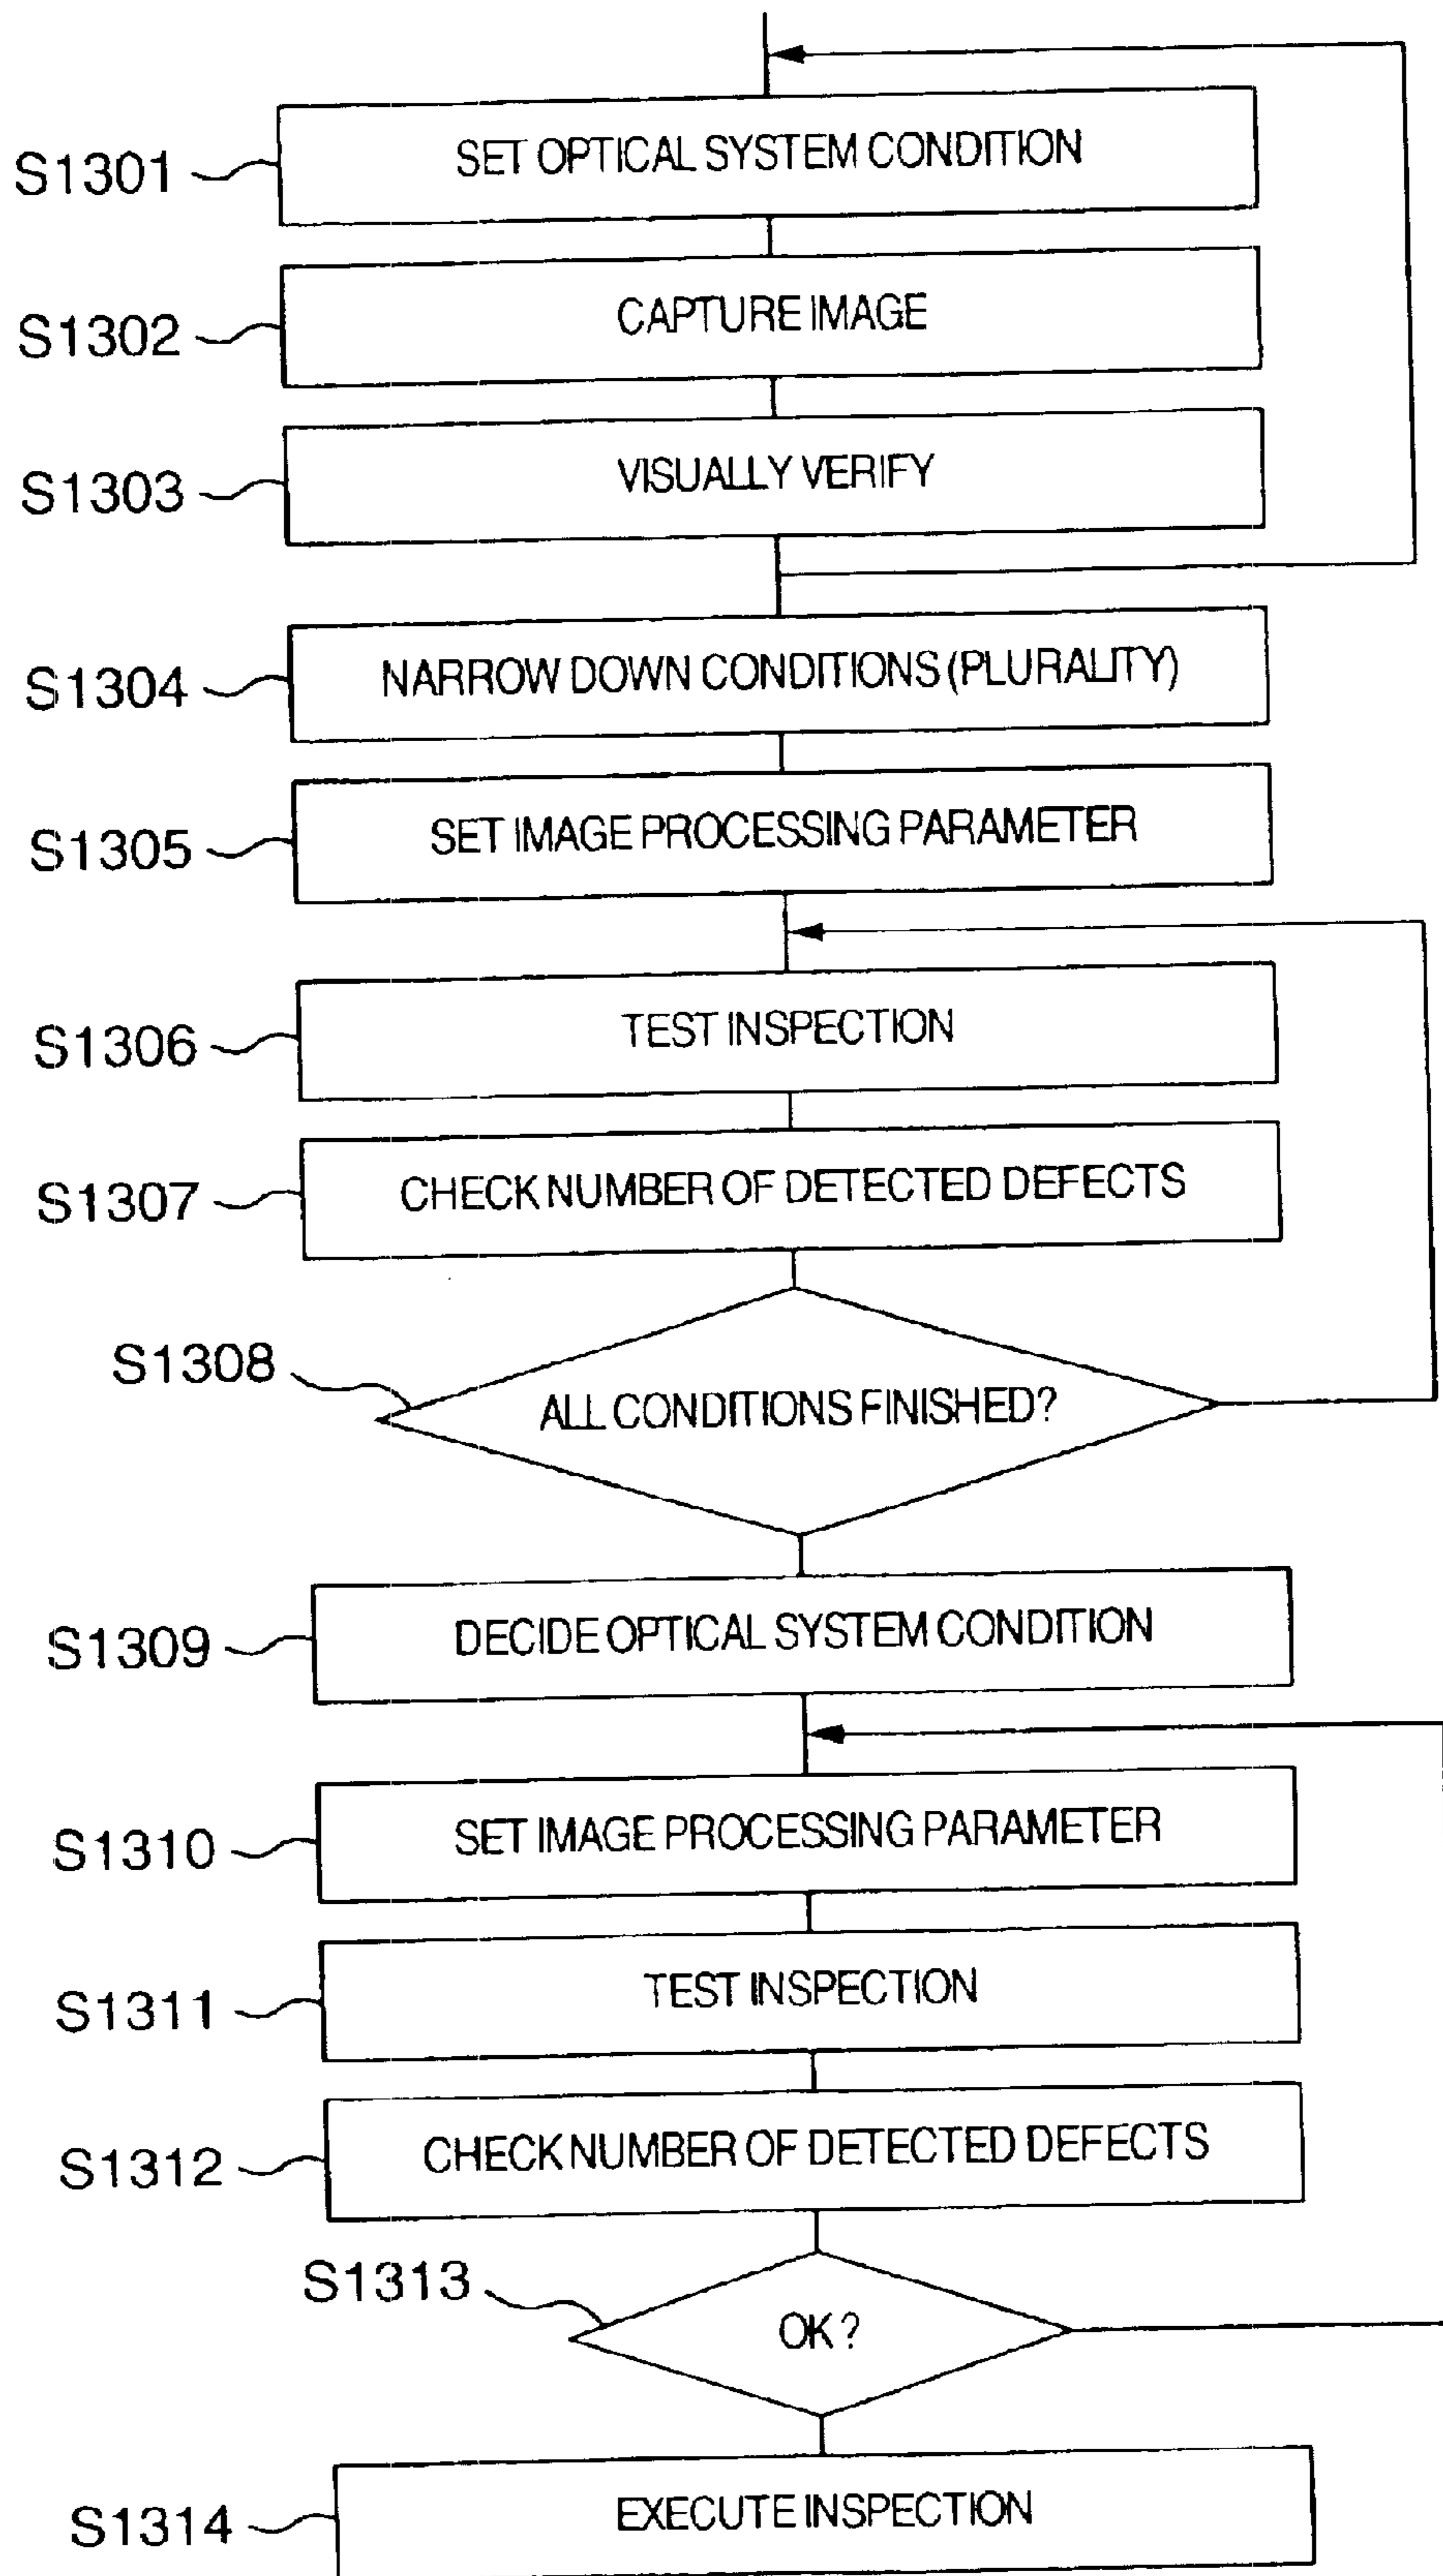 S1301 SET OPTICAL SYSTEM CONDITION
S1302 CAPTURE IMAGE
S1303 VISUALLY VERIFY
S1304 NARROW DOWN CONDITIONS (PLURALITY)
S1305 SET IMAGE PROCESSING PARAMETER
S1306 TEST INSPECTION
S1307 CHECK NUMBER OF DETECTED DEFECTS
S1308 ALL CONDITIONS FINISHED?
S1309 DECIDE OPTICAL SYSTEM CONDITION
S1310 SET IMAGE PROCESSING PARAMETER
S1311 TEST INSPECTION
S1312 CHECK NUMBER OF DETECTED DEFECTS
S1313 OK?
S1314 EXECUTE INSPECTION